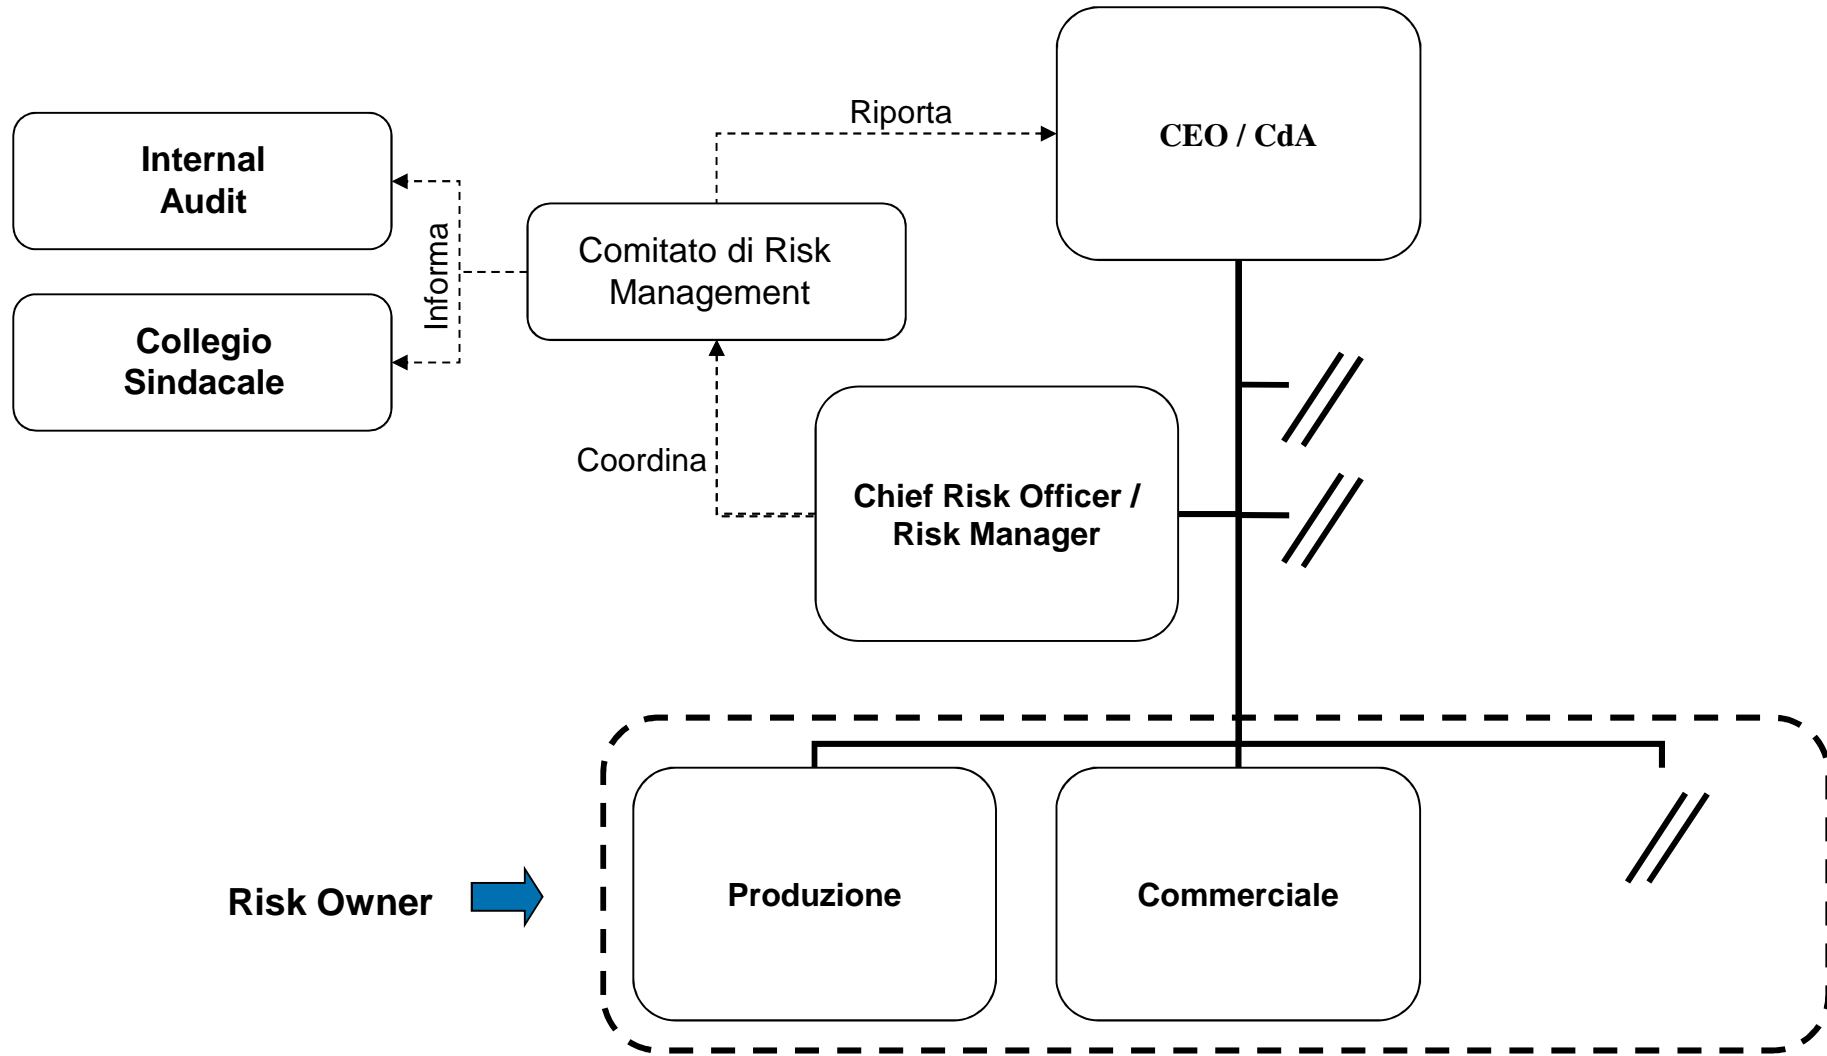 Riporta
CEO / CdA
Internal
Audit
Informa
Comitato di Risk
Management
Collegio
Sindacale
Coordina
Chief Risk Officer /
Risk Manager
Risk Owner
Produzione
Commerciale